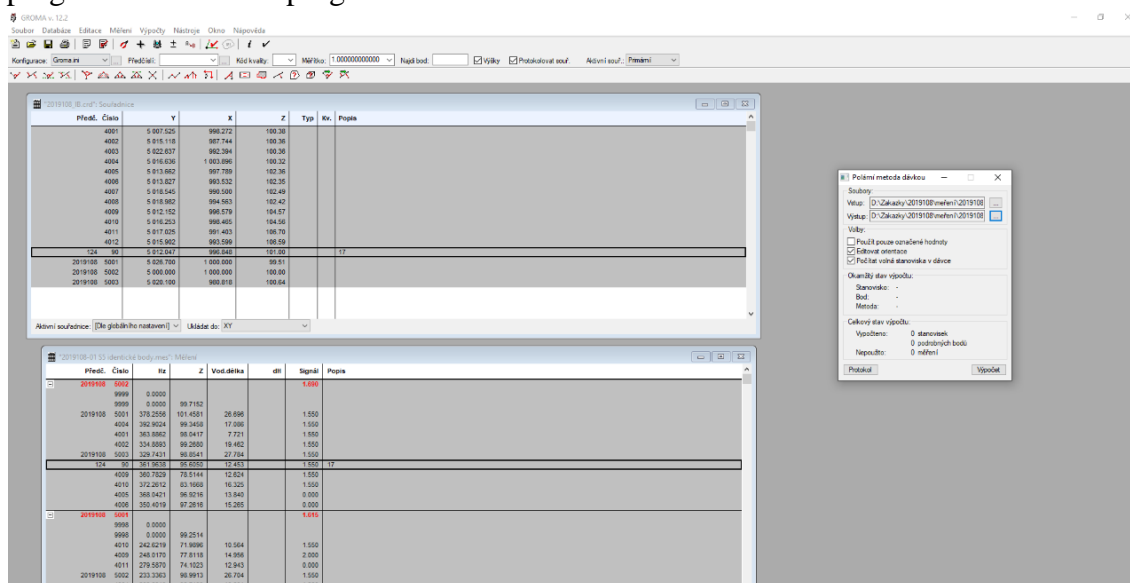 GROMA v. 12.2
Soubor Databáze Editace Měření Výpočty Nástroje Okno Nápověda
Konfigurace: Groma.ini Předčíslí: Kód kvality: Měřítko: 1.000000000000 Najdi bod: Výšky Protokolovat souř. Aktivní souř.: Primární
"2019108_IB.crd": Souřadnice
Předč. Číslo Y X Z Typ Kv. Popis
4001 5 007.525 998.272 100.38
4002 5 015.118 987.744 100.36
4003 5 022.637 992.394 100.36
4004 5 016.636 1 003.896 100.32
4005 5 013.662 997.789 102.36
4006 5 013.827 993.532 102.35
4007 5 018.545 990.500 102.49
4008 5 018.982 994.563 102.42
4009 5 012.152 996.579 104.57
4010 5 016.253 998.405 104.56
4011 5 017.025 991.403 106.70
4012 5 015.902 993.599 106.59
124 90 5 012.047 996.840 101.00 17
2019108 5001 5 026.700 1 000.000 99.51
2019108 5002 5 000.000 1 000.000 100.00
2019108 5003 5 020.100 980.818 100.64
Aktivní souřadnice: [Dle globálního nastavení] Ukládat do: XY
"2019108-01 S5 identické body.mes": Měření
Předč. Číslo Hz Z Vod.délka dH Signál Popis
2019108 5002 1.690
9999 0.0000
9999 0.0000 99.7152
2019108 5001 378.2556 101.4581 26.696 1.550
4004 392.9024 99.3458 17.086 1.550
4001 363.8862 98.0417 7.721 1.550
4002 334.8893 99.2680 19.462 1.550
2019108 5003 329.7431 98.8541 27.784 1.550
124 90 361.9638 95.6058 12.453 1.550 17
4009 360.7829 78.5144 12.624 1.550
4010 372.2612 83.1668 16.325 1.550
4005 368.0421 96.9216 13.840 0.000
4006 350.4019 97.2616 15.265 0.000
2019108 5001 1.615
9998 0.0000
9998 0.0000 99.2514
4010 242.6219 71.9896 10.564 1.550
4009 248.0170 77.8118 14.956 2.000
4011 279.5870 74.1023 12.943 0.000
2019108 5002 233.3363 98.9913 26.704 1.550
Polární metoda dávkou
Soubory:
Vstup: D:\Zakazky\2019108\meření\2019108 ...
Výstup: D:\Zakazky\2019108\meření\2019108 ...
Volby:
Použít pouze označené hodnoty
Editovat orientace
Počítat volná stanoviska v dávce
Okamžitý stav výpočtu:
Stanovisko: -
Bod: -
Metoda: -
Celkový stav výpočtu:
Vypočteno: 0 stanovisek
0 podrobných bodů
Nepoužito: 0 měření
Protokol Výpočet